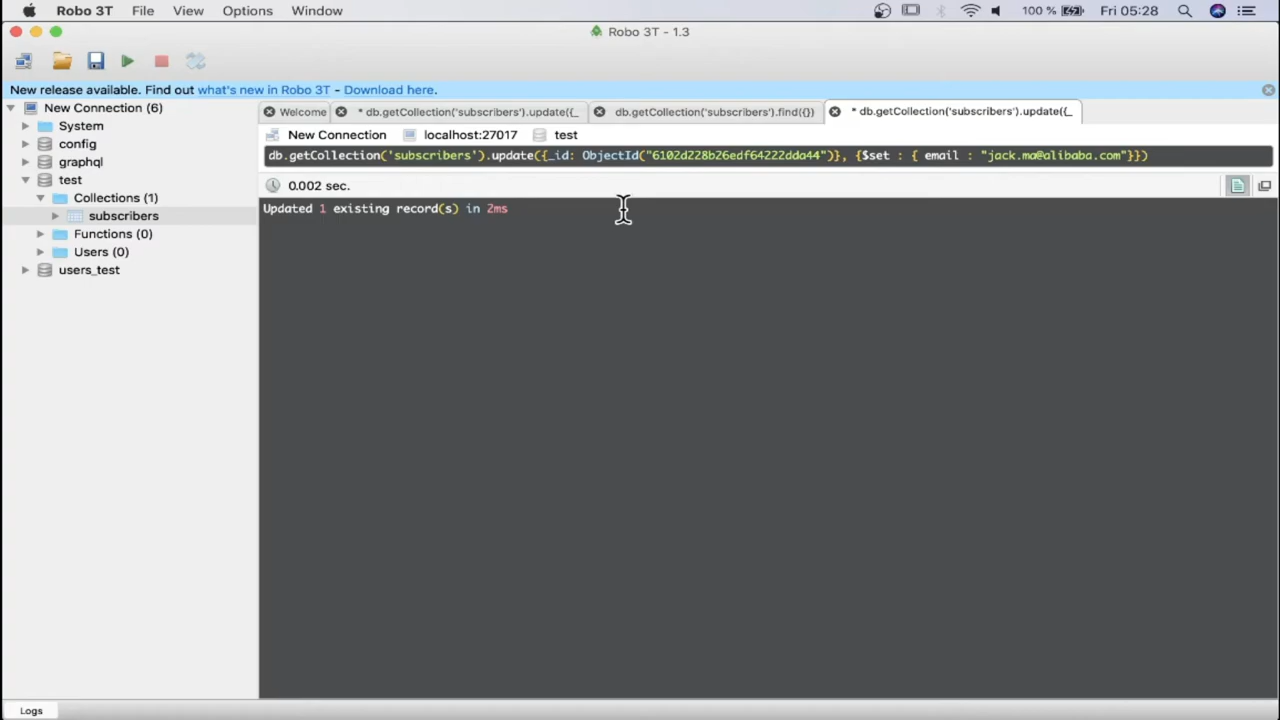 Robo 3T File View Options Window 100 % Fri 05:28
Robo 3T - 1.3
New release available. Find out what's new in Robo 3T - Download here.
New Connection (6)
System
config
graphql
test
Collections (1)
subscribers
Functions (0)
Users (0)
users_test
Welcome * db.getCollection('subscribers').update({_ db.getCollection('subscribers').find({}) * db.getCollection('subscribers').update({_
New Connection localhost:27017 test
db.getCollection('subscribers').update({_id: ObjectId("6102d228b26edf64222dda44")}, {$set : { email : "jack.ma@alibaba.com"}})
0.002 sec.
Updated 1 existing record(s) in 2ms
Logs